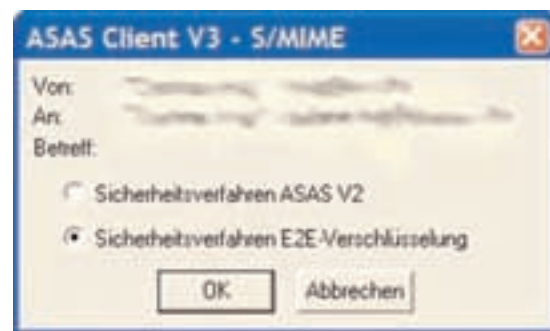 ASAS Client V3 - S/MIME
Von:
An:
Betreff:
Sicherheitsverfahren ASAS V2
Sicherheitsverfahren E2E-Verschlüsselung
OK
Abbrechen